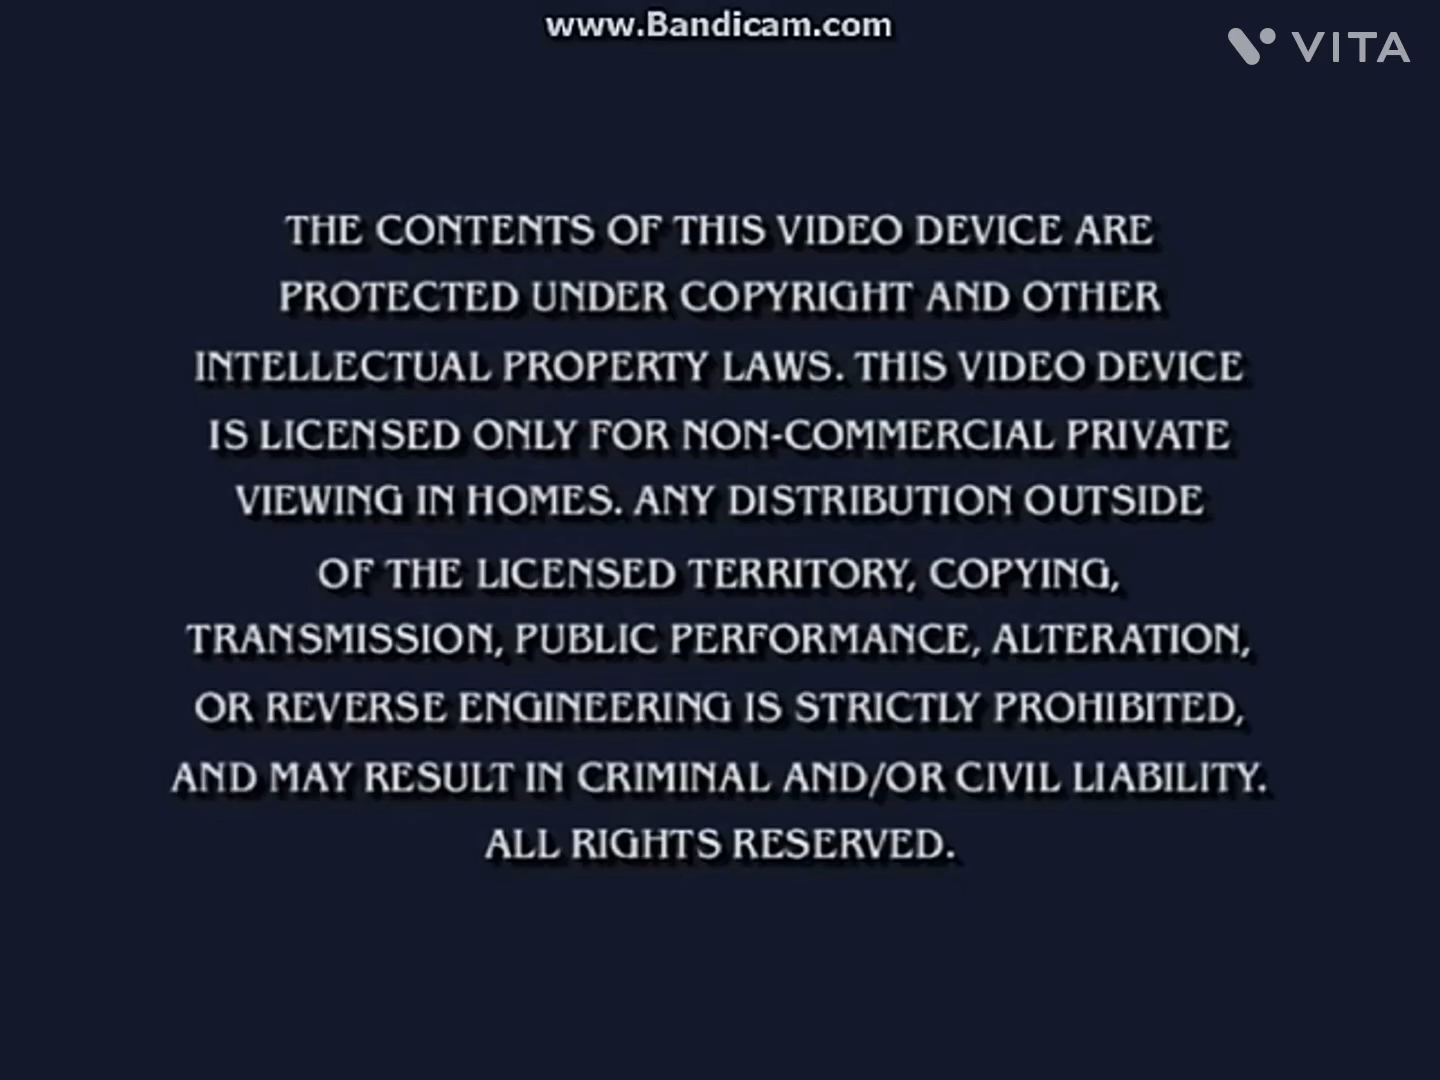 www.Bandicam.com
VITA
THE CONTENTS OF THIS VIDEO DEVICE ARE
PROTECTED UNDER COPYRIGHT AND OTHER
INTELLECTUAL PROPERTY LAWS. THIS VIDEO DEVICE
IS LICENSED ONLY FOR NON-COMMERCIAL PRIVATE
VIEWING IN HOMES. ANY DISTRIBUTION OUTSIDE
OF THE LICENSED TERRITORY, COPYING,
TRANSMISSION, PUBLIC PERFORMANCE, ALTERATION,
OR REVERSE ENGINEERING IS STRICTLY PROHIBITED,
AND MAY RESULT IN CRIMINAL AND/OR CIVIL LIABILITY.
ALL RIGHTS RESERVED.